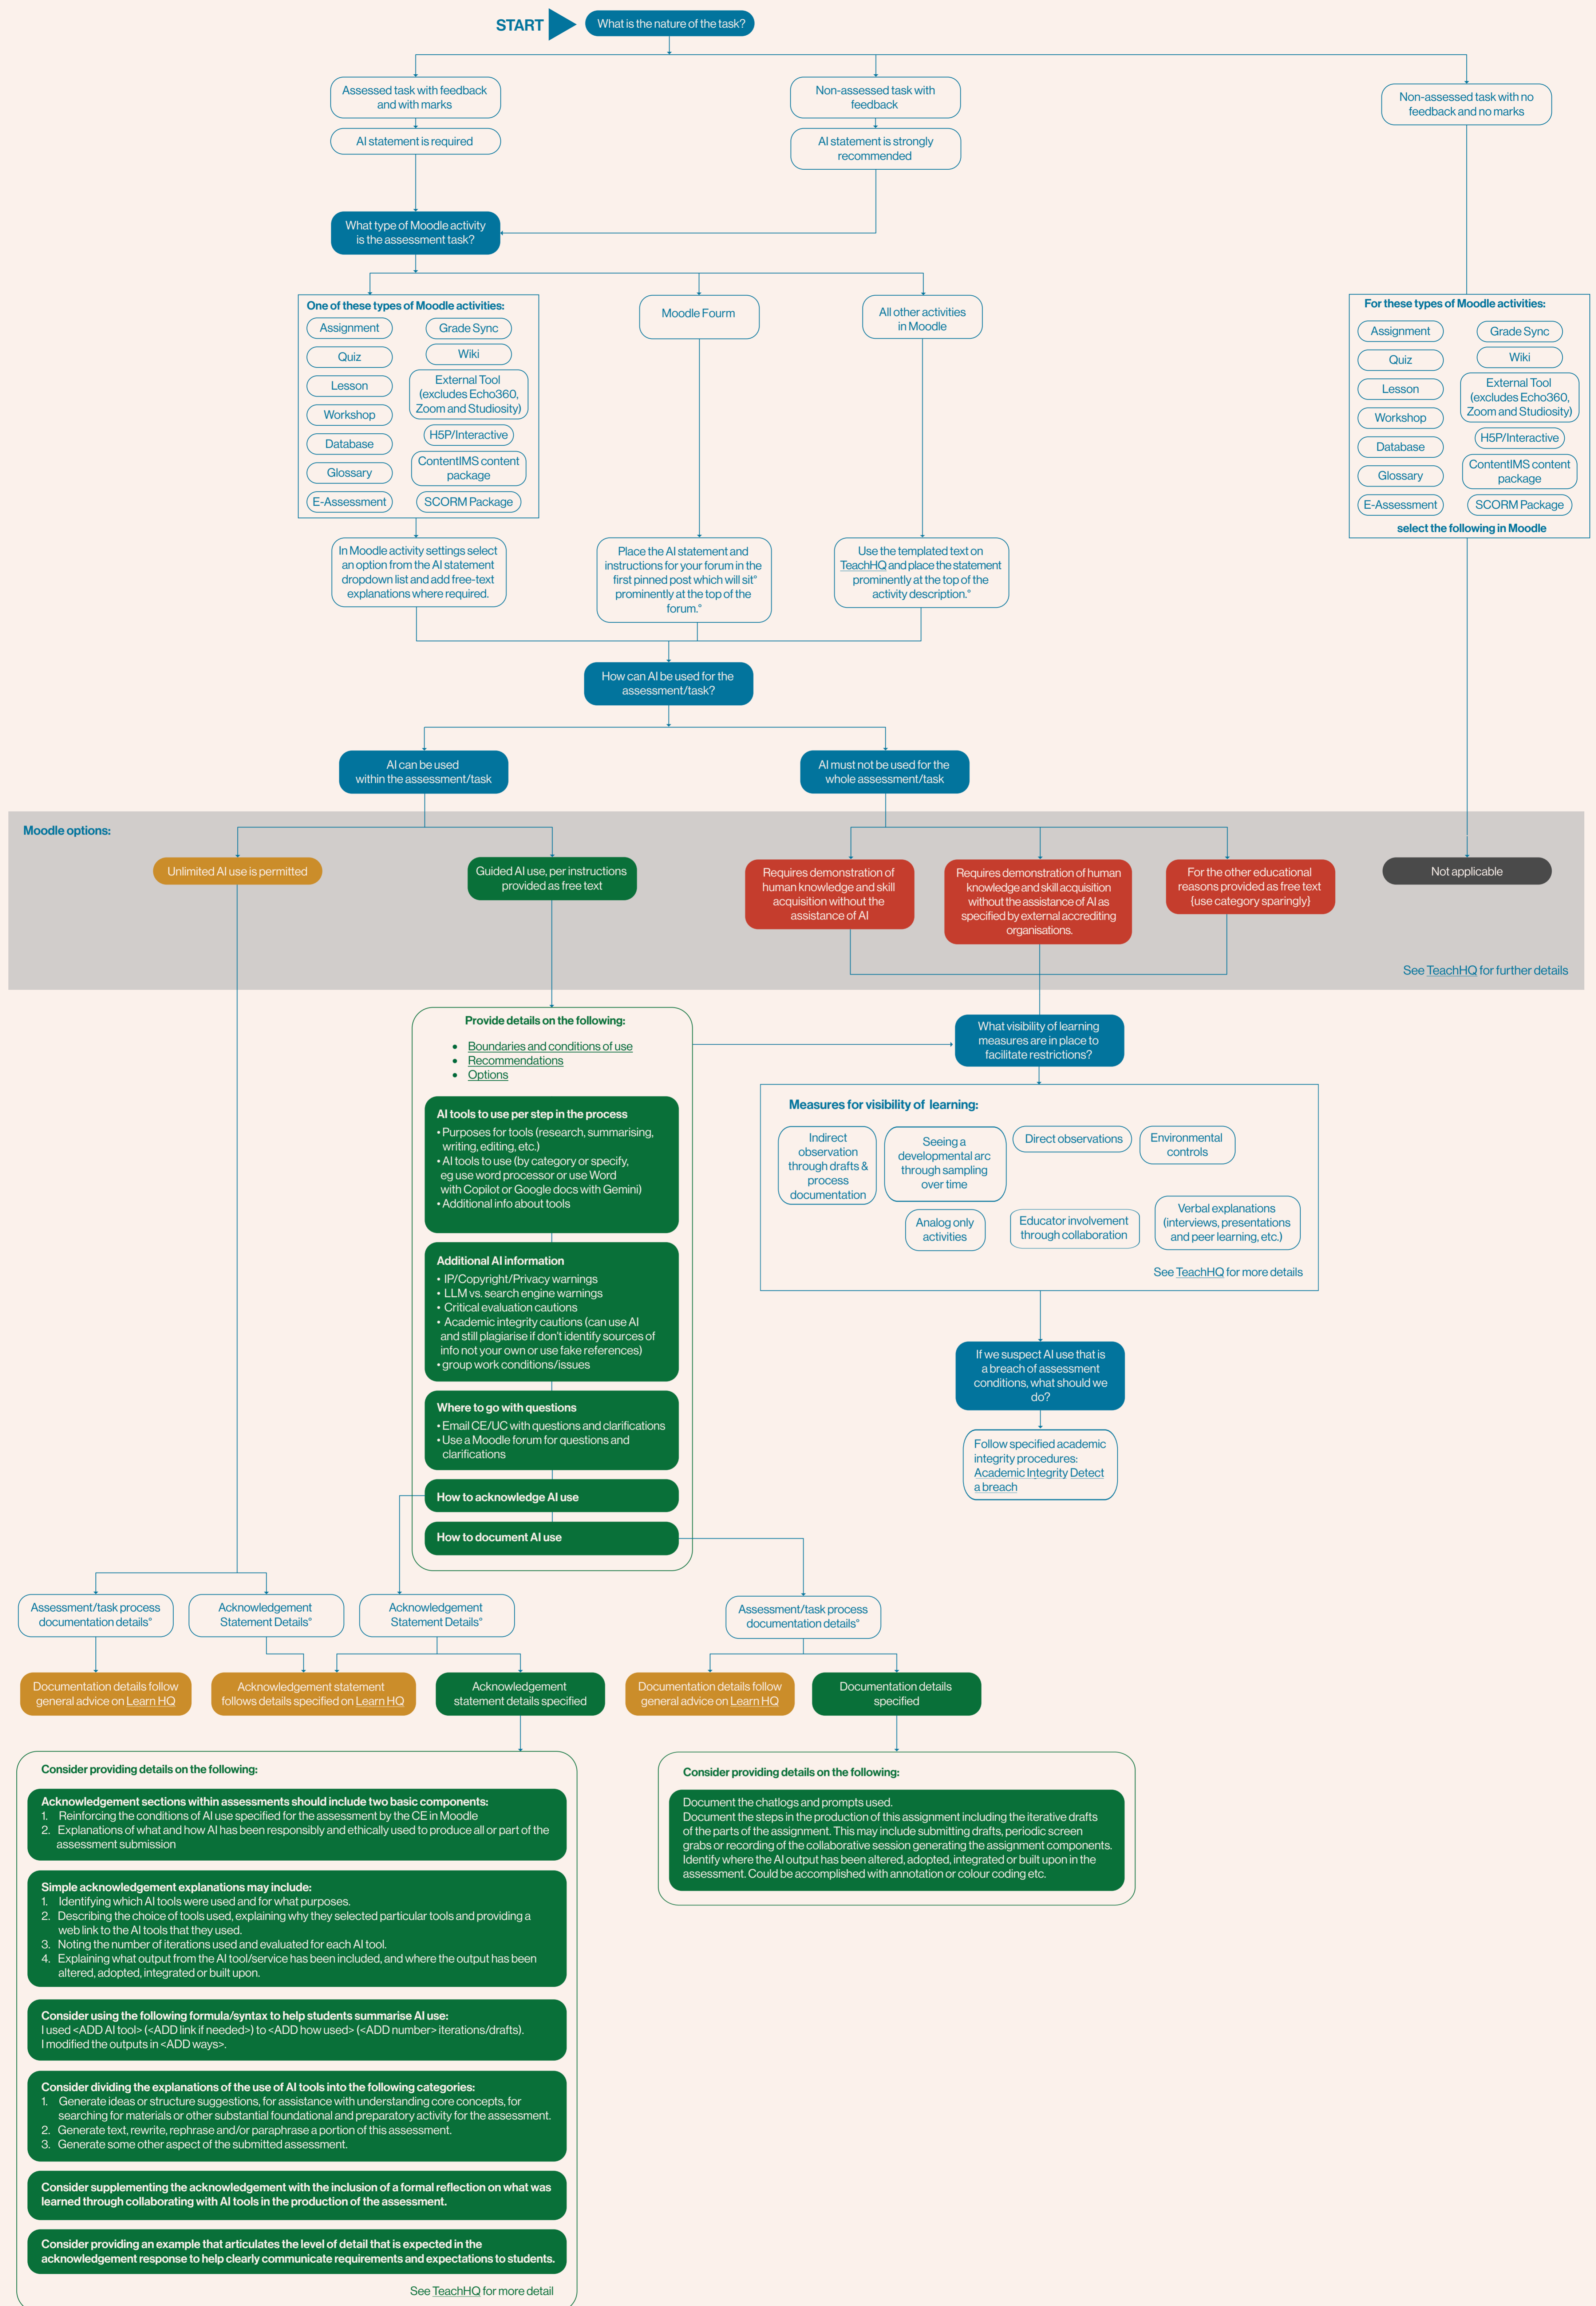 START
What is the nature of the task?
Assessed task with feedback
and with marks
Non-assessed task with
feedback
Non-assessed task with no
feedback and no marks
AI statement is required
AI statement is strongly
recommended
What type of Moodle activity
is the assessment task?
One of these types of Moodle activities:
Assignment
Quiz
Lesson
Workshop
Database
Glossary
E-Assessment
Grade Sync
Wiki
External Tool
(excludes Echo360,
Zoom and Studiosity)
H5P/Interactive
ContentIMS content
package
SCORM Package
Moodle Fourm
All other activities
in Moodle
For these types of Moodle activities:
Assignment
Quiz
Lesson
Workshop
Database
Glossary
E-Assessment
Grade Sync
Wiki
External Tool
(excludes Echo360,
Zoom and Studiosity)
H5P/Interactive
ContentIMS content
package
SCORM Package
select the following in Moodle
In Moodle activity settings select
an option from the AI statement
dropdown list and add free-text
explanations where required.
Place the AI statement and
instructions for your forum in the
first pinned post which will sit°
prominently at the top of the
forum.°
Use the templated text on
TeachHQ and place the statement
prominently at the top of the
activity description.°
How can AI be used for the
assessment/task?
AI can be used
within the assessment/task
AI must not be used for the
whole assessment/task
Moodle options:
Unlimited AI use is permitted
Guided AI use, per instructions
provided as free text
Requires demonstration of
human knowledge and skill
acquisition without the
assistance of AI
Requires demonstration of human
knowledge and skill acquisition
without the assistance of AI as
specified by external accrediting
organisations.
For the other educational
reasons provided as free text
{use category sparingly}
Not applicable
See TeachHQ for further details
Provide details on the following:
• Boundaries and conditions of use
• Recommendations
• Options
AI tools to use per step in the process
• Purposes for tools (research, summarising,
writing, editing, etc.)
• AI tools to use (by category or specify,
eg use word processor or use Word
with Copilot or Google docs with Gemini)
• Additional info about tools
Additional AI information
• IP/Copyright/Privacy warnings
• LLM vs. search engine warnings
• Critical evaluation cautions
• Academic integrity cautions (can use AI
and still plagiarise if don't identify sources of
info not your own or use fake references)
• group work conditions/issues
Where to go with questions
• Email CE/UC with questions and clarifications
• Use a Moodle forum for questions and
clarifications
How to acknowledge AI use
How to document AI use
What visibility of learning
measures are in place to
facilitate restrictions?
Measures for visibility of learning:
Indirect
observation
through drafts &
process
documentation
Seeing a
developmental arc
through sampling
over time
Direct observations
Environmental
controls
Analog only
activities
Educator involvement
through collaboration
Verbal explanations
(interviews, presentations
and peer learning, etc.)
See TeachHQ for more details
If we suspect AI use that is
a breach of assessment
conditions, what should we
do?
Follow specified academic
integrity procedures:
Academic Integrity Detect
a breach
Assessment/task process
documentation details°
Acknowledgement
Statement Details°
Acknowledgement
Statement Details°
Assessment/task process
documentation details°
Documentation details follow
general advice on Learn HQ
Acknowledgement statement
follows details specified on Learn HQ
Acknowledgement
statement details specified
Documentation details follow
general advice on Learn HQ
Documentation details
specified
Consider providing details on the following:
Acknowledgement sections within assessments should include two basic components:
1. Reinforcing the conditions of AI use specified for the assessment by the CE in Moodle
2. Explanations of what and how AI has been responsibly and ethically used to produce all or part of the
assessment submission
Simple acknowledgement explanations may include:
1. Identifying which AI tools were used and for what purposes.
2. Describing the choice of tools used, explaining why they selected particular tools and providing a
web link to the AI tools that they used.
3. Noting the number of iterations used and evaluated for each AI tool.
4. Explaining what output from the AI tool/service has been included, and where the output has been
altered, adopted, integrated or built upon.
Consider using the following formula/syntax to help students summarise AI use:
I used <ADD AI tool> (<ADD link if needed>) to <ADD how used> (<ADD number> iterations/drafts).
I modified the outputs in <ADD ways>.
Consider dividing the explanations of the use of AI tools into the following categories:
1. Generate ideas or structure suggestions, for assistance with understanding core concepts, for
searching for materials or other substantial foundational and preparatory activity for the assessment.
2. Generate text, rewrite, rephrase and/or paraphrase a portion of this assessment.
3. Generate some other aspect of the submitted assessment.
Consider supplementing the acknowledgement with the inclusion of a formal reflection on what was
learned through collaborating with AI tools in the production of the assessment.
Consider providing an example that articulates the level of detail that is expected in the
acknowledgement response to help clearly communicate requirements and expectations to students.
See TeachHQ for more detail
Consider providing details on the following:
Document the chatlogs and prompts used.
Document the steps in the production of this assignment including the iterative drafts
of the parts of the assignment. This may include submitting drafts, periodic screen
grabs or recording of the collaborative session generating the assignment components.
Identify where the AI output has been altered, adopted, integrated or built upon in the
assessment. Could be accomplished with annotation or colour coding etc.